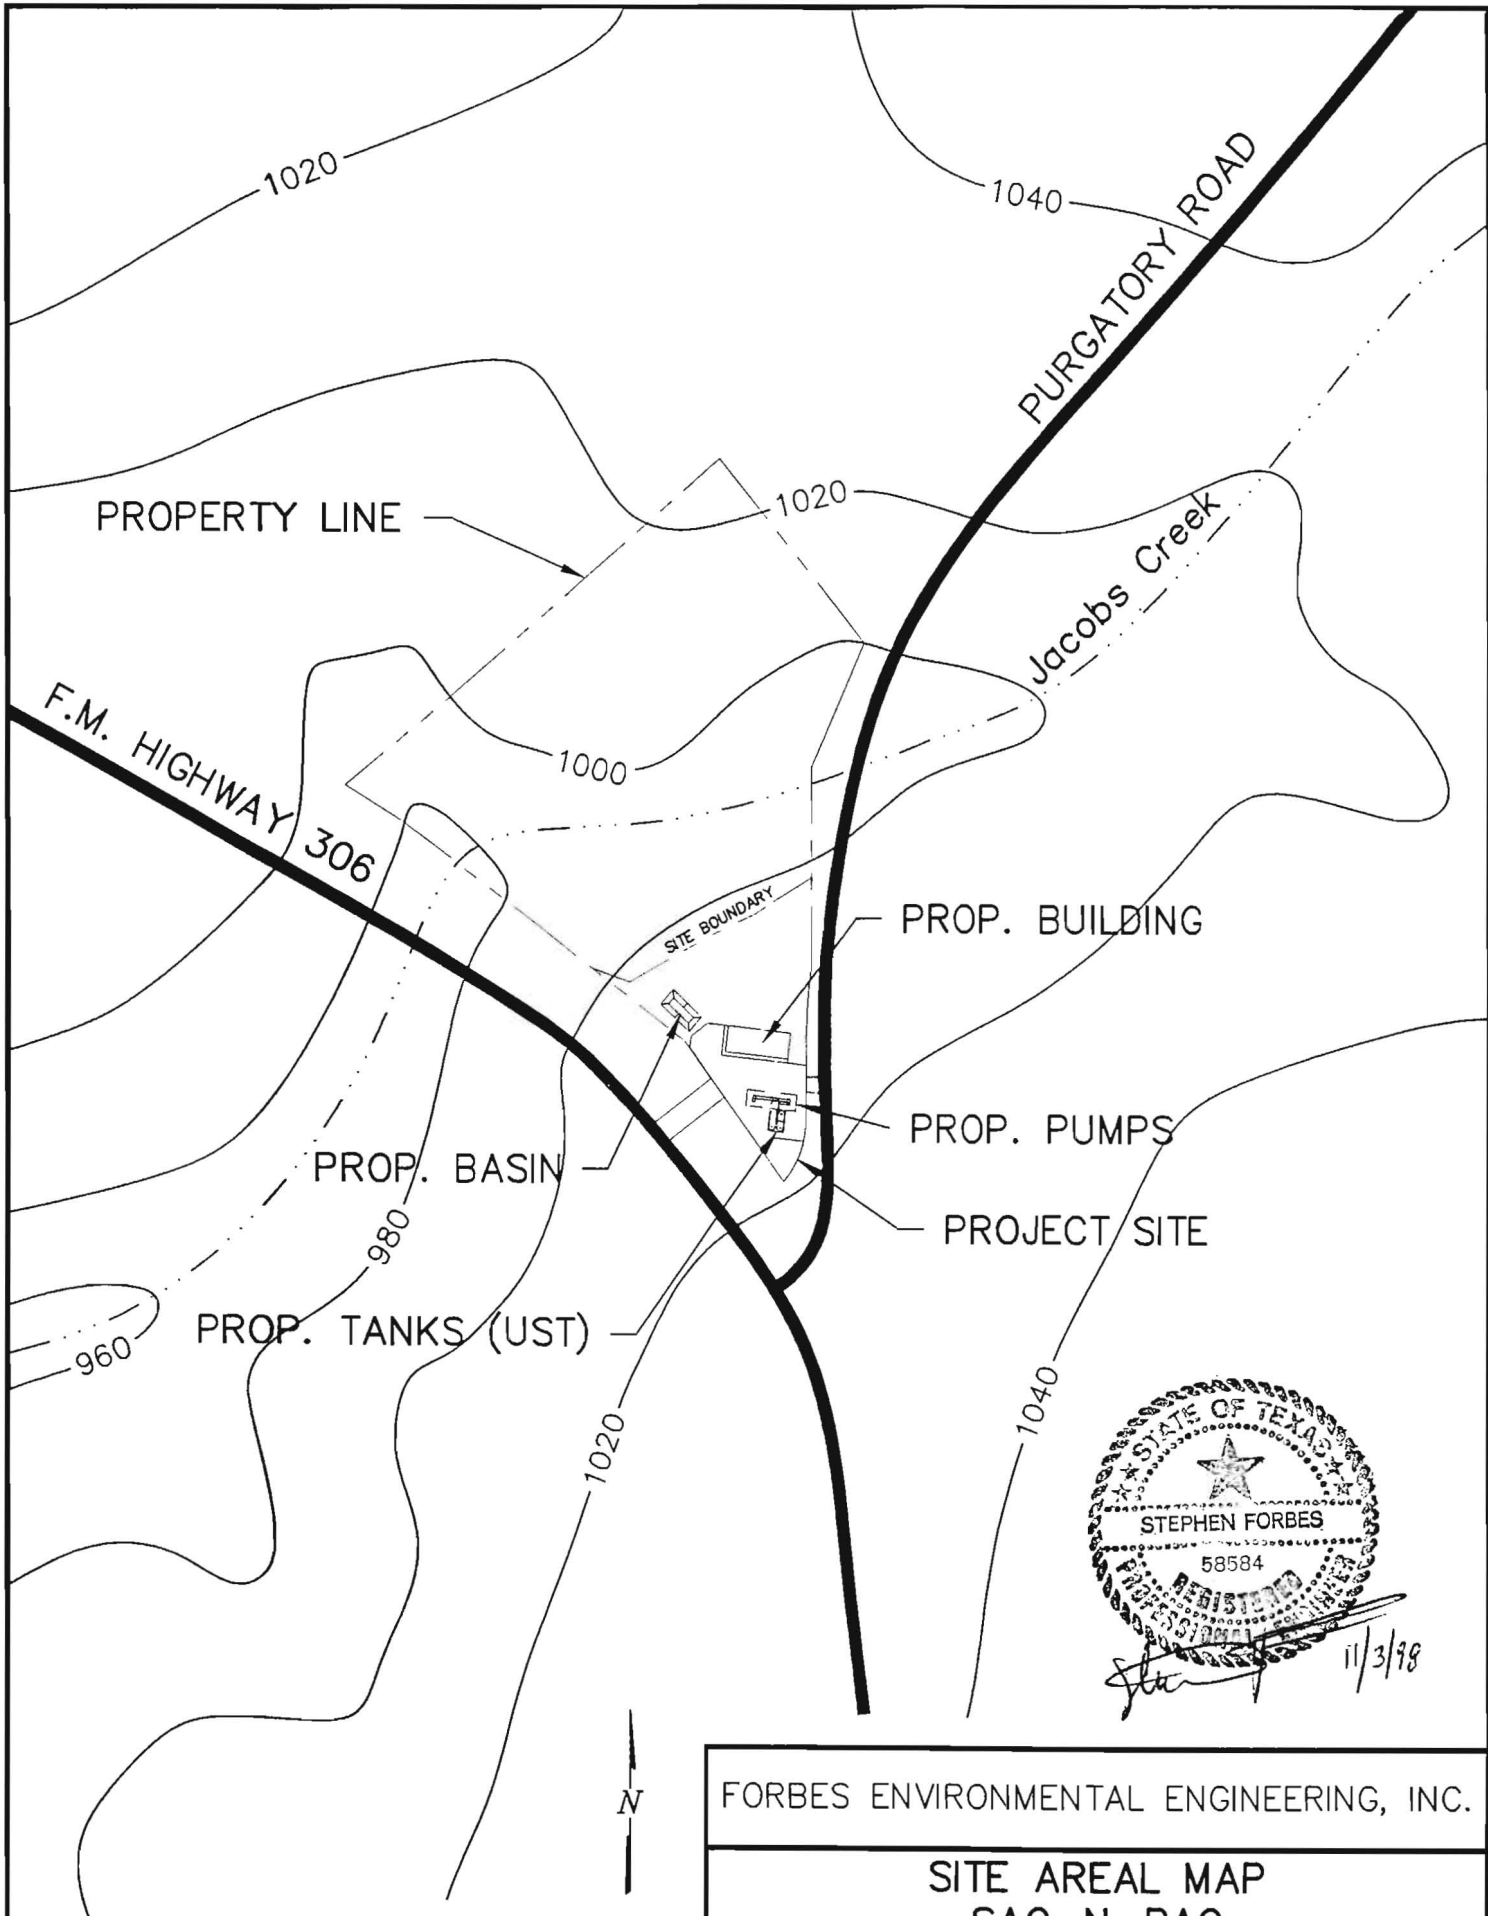 1020
1040
PURGATORY ROAD
PROPERTY LINE
1020
Jacobs Creek
F.M. HIGHWAY 306
1000
SITE BOUNDARY
PROP. BUILDING
PROP. PUMPS
PROP. BASIN
PROJECT SITE
980
PROP. TANKS (UST)
960
1020
1040
STATE OF TEXAS
STEPHEN FORBES
58584
REGISTERED
PROFESSIONAL ENGINEER
11/3/98
N
FORBES ENVIRONMENTAL ENGINEERING, INC.
SITE AREAL MAP